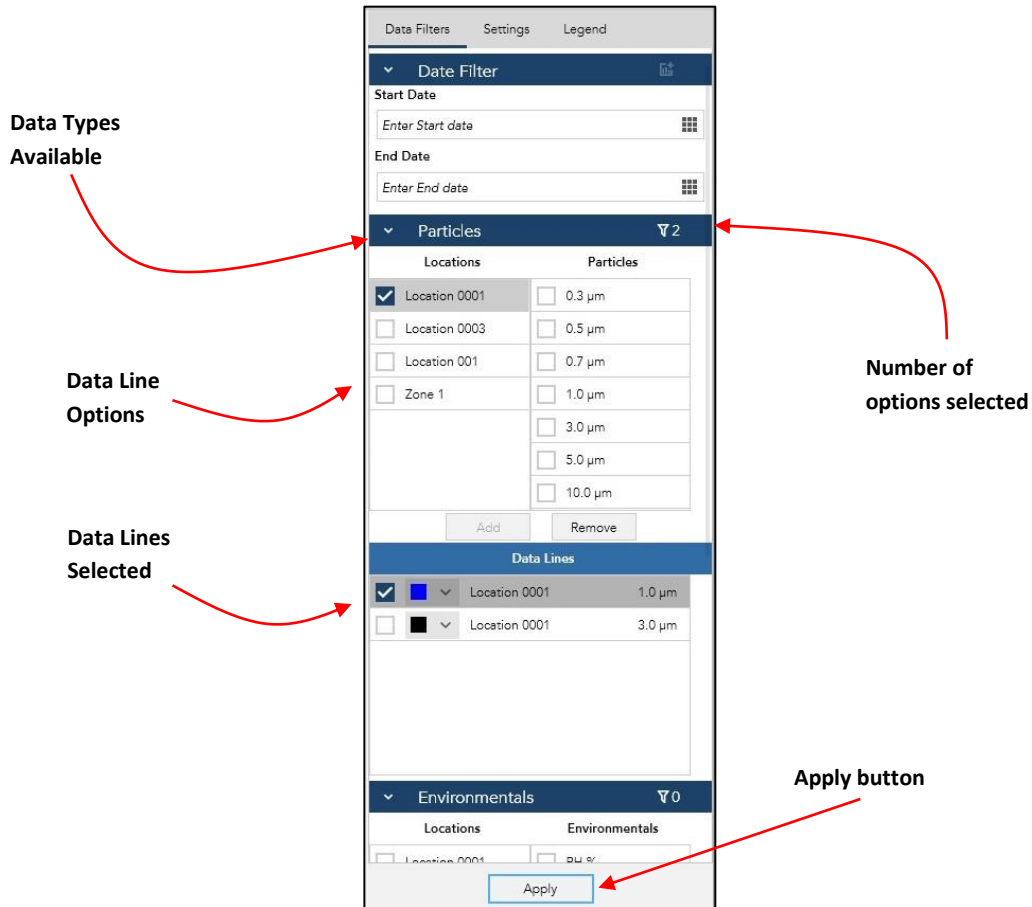 Data Filters Settings Legend
Date Filter
Start Date
Enter Start date
End Date
Enter End date
Data Types
Available
Particles 2
Locations Particles
Location 0001 0.3 µm
Location 0003 0.5 µm
Location 001 0.7 µm
Zone 1 1.0 µm
3.0 µm
5.0 µm
10.0 µm
Data Line
Options
Number of
options selected
Add Remove
Data Lines
Location 0001 1.0 µm
Location 0001 3.0 µm
Data Lines
Selected
Environmentals 0
Locations Environmentals
Location 0001 RH %
Apply
Apply button